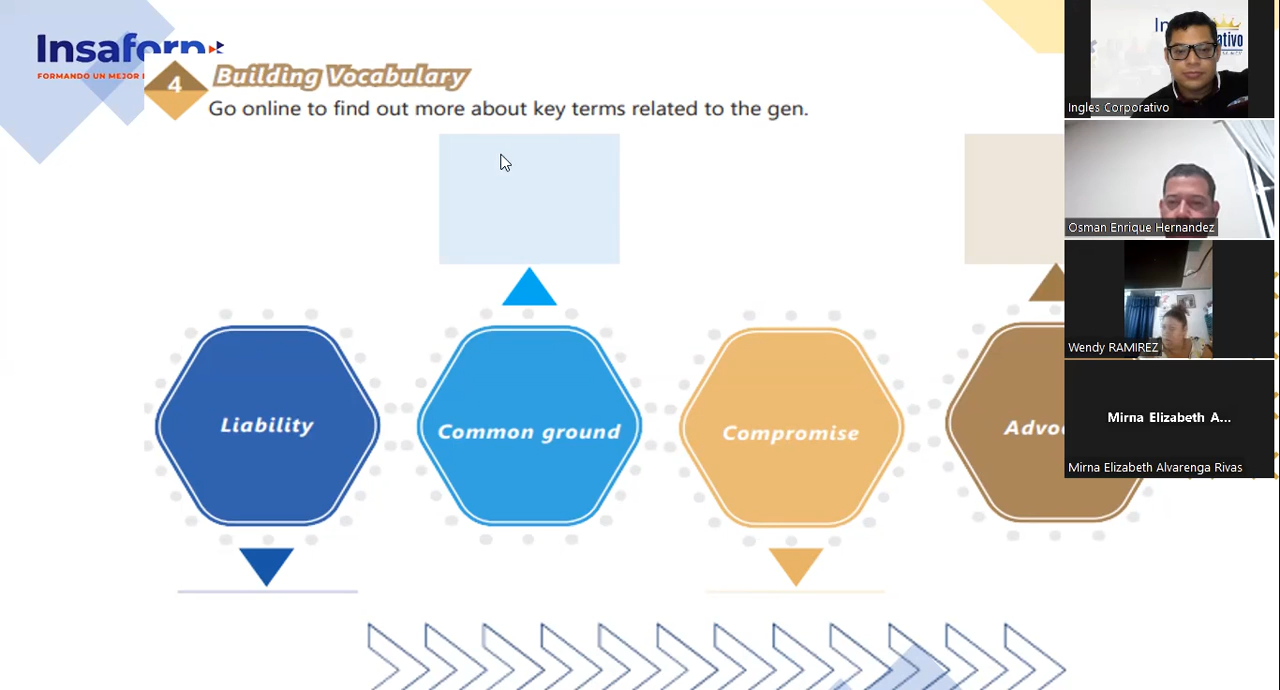 Insaforp
FORMANDO UN MEJOR
4
Building Vocabulary
Go online to find out more about key terms related to the gen.
Liability
Common ground
Compromise
Ingles Corporativo
Osman Enrique Hernandez
Wendy RAMIREZ
Mirna Elizabeth A...
Mirna Elizabeth Alvarenga Rivas